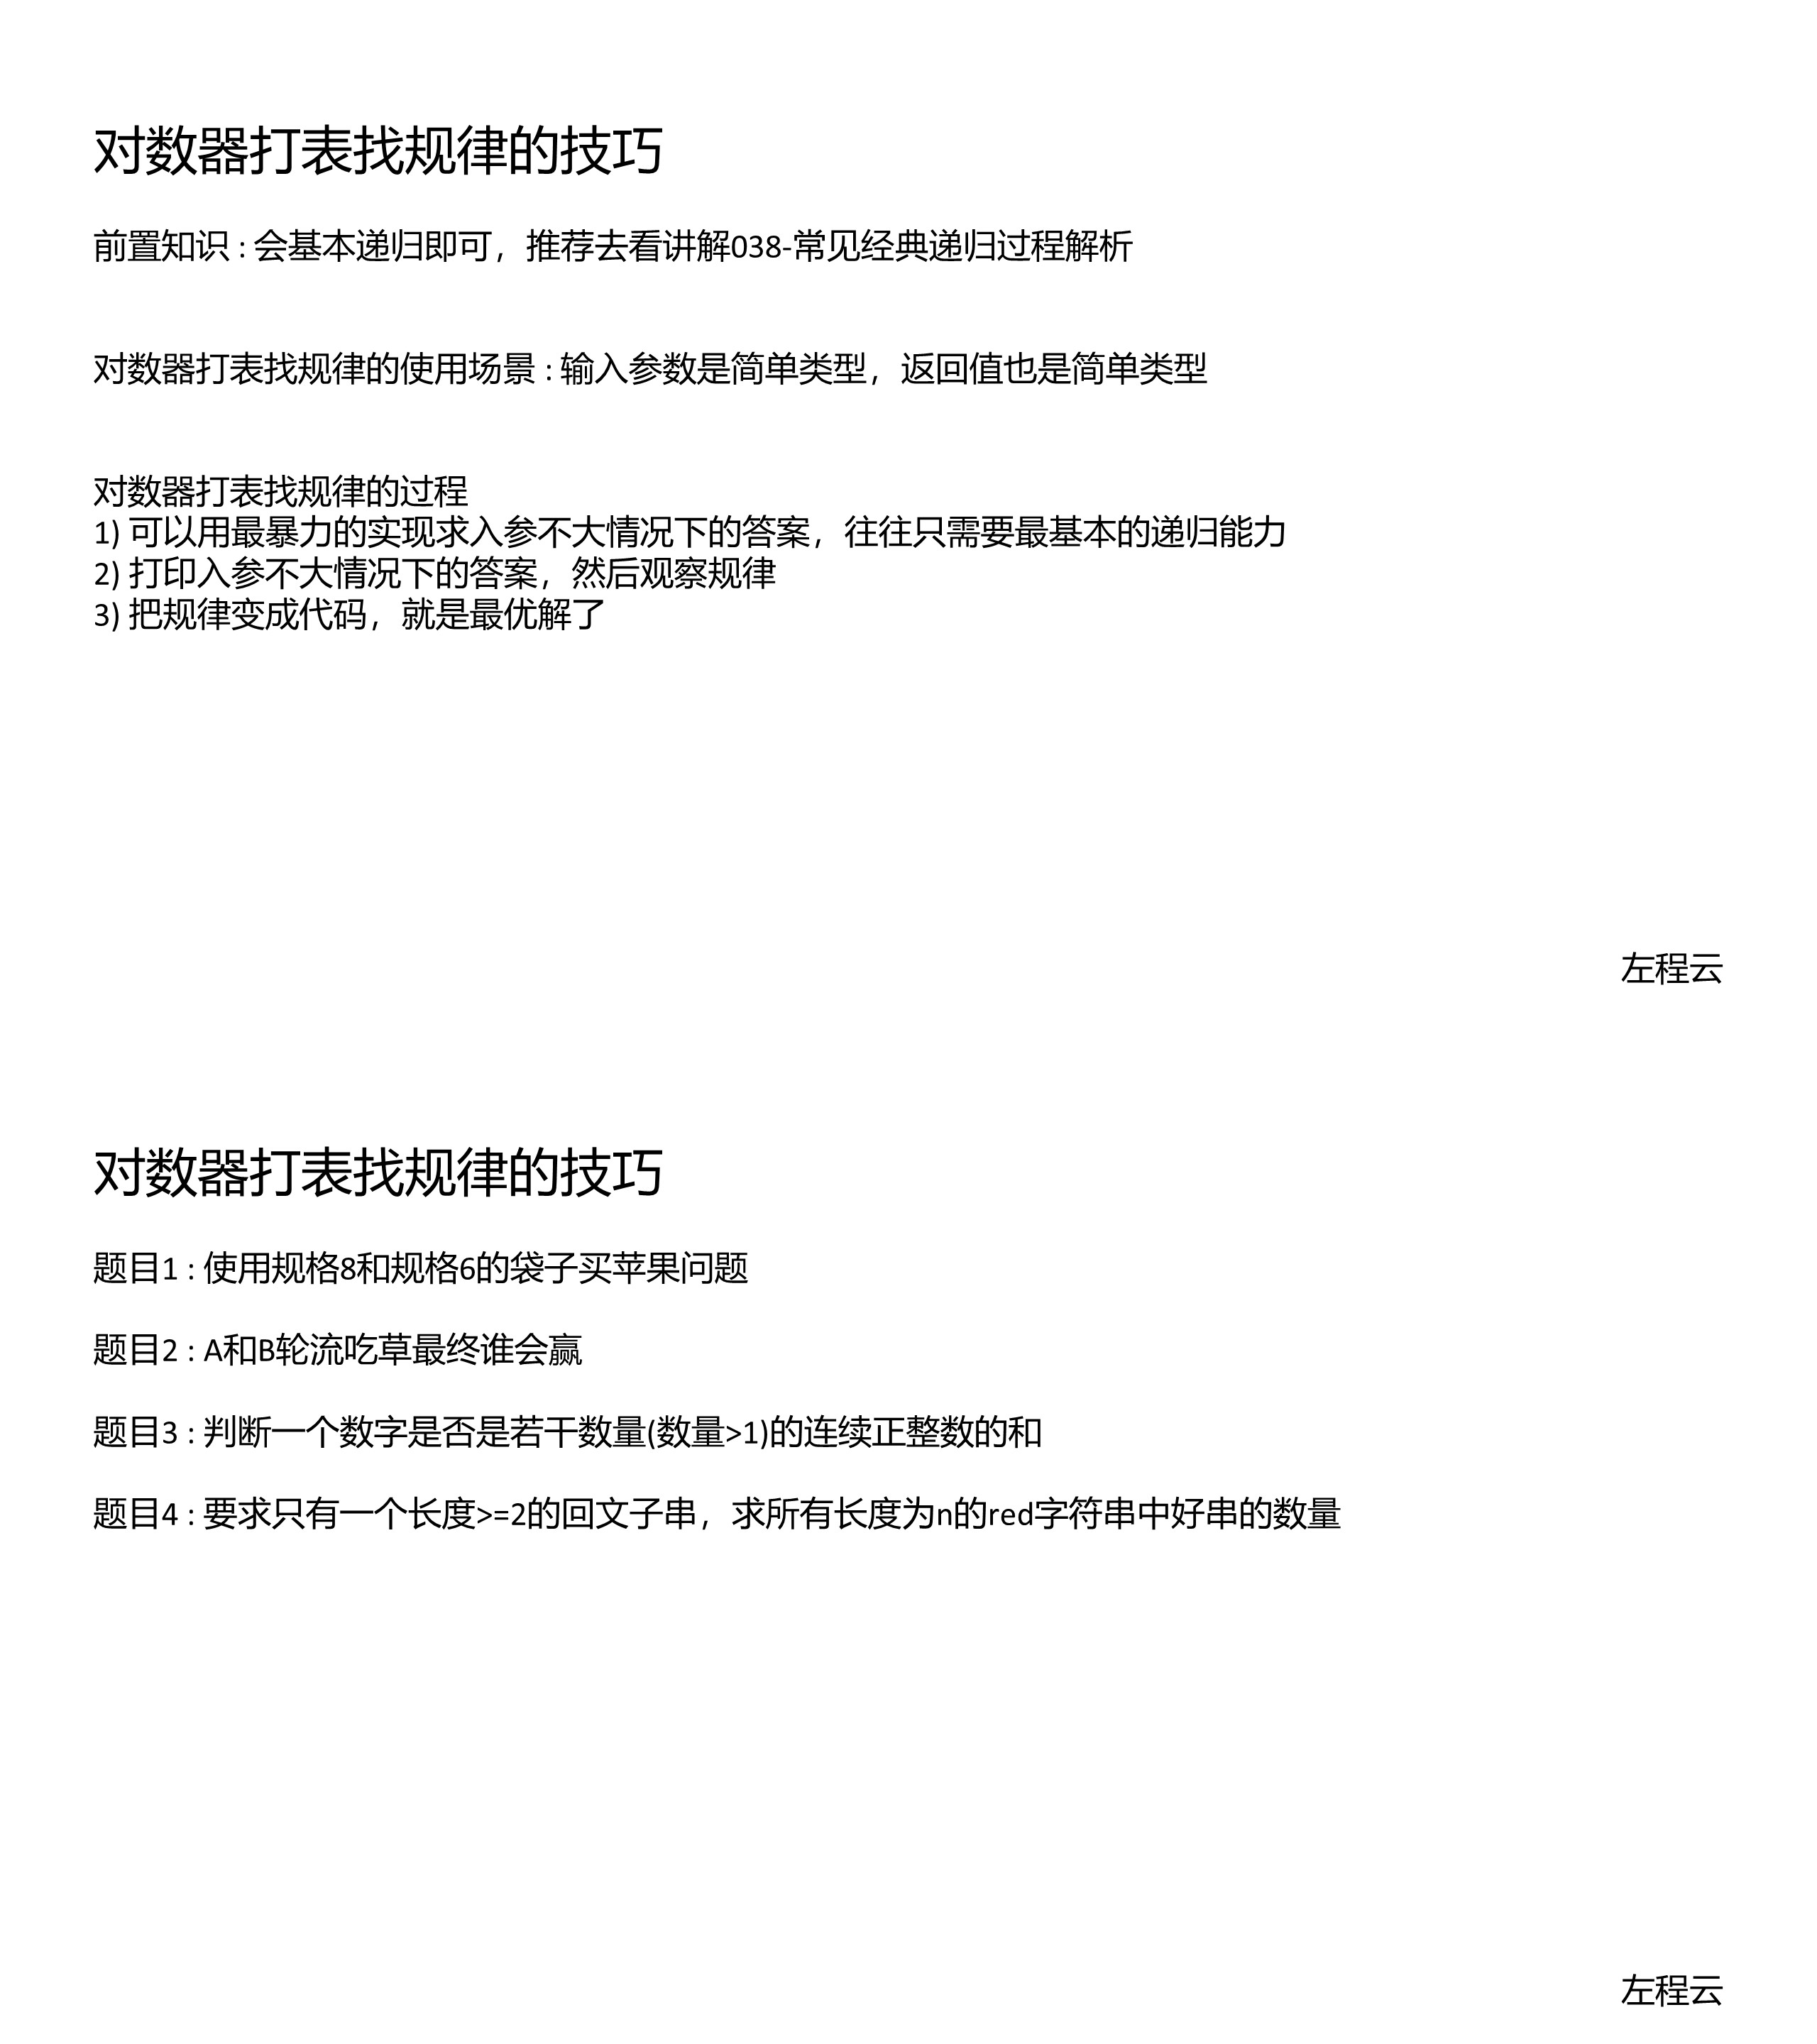 对数器打表找规律的技巧
前置知识 : 会基本递归即可，推荐去看讲解038-常见经典递归过程解析
对数器打表找规律的使用场景 : 输入参数是简单类型，返回值也是简单类型
对数器打表找规律的过程
1) 可以用最暴力的实现求入参不大情况下的答案，往往只需要最基本的递归能力
2) 打印入参不大情况下的答案，然后观察规律
3) 把规律变成代码，就是最优解了
左程云
对数器打表找规律的技巧
题目1 : 使用规格8和规格6的袋子买苹果问题
题目2 : A和B轮流吃草最终谁会赢
题目3 : 判断一个数字是否是若干数量(数量>1)的连续正整数的和
题目4 : 要求只有一个长度>=2的回文子串，求所有长度为n的red字符串中好串的数量
左程云